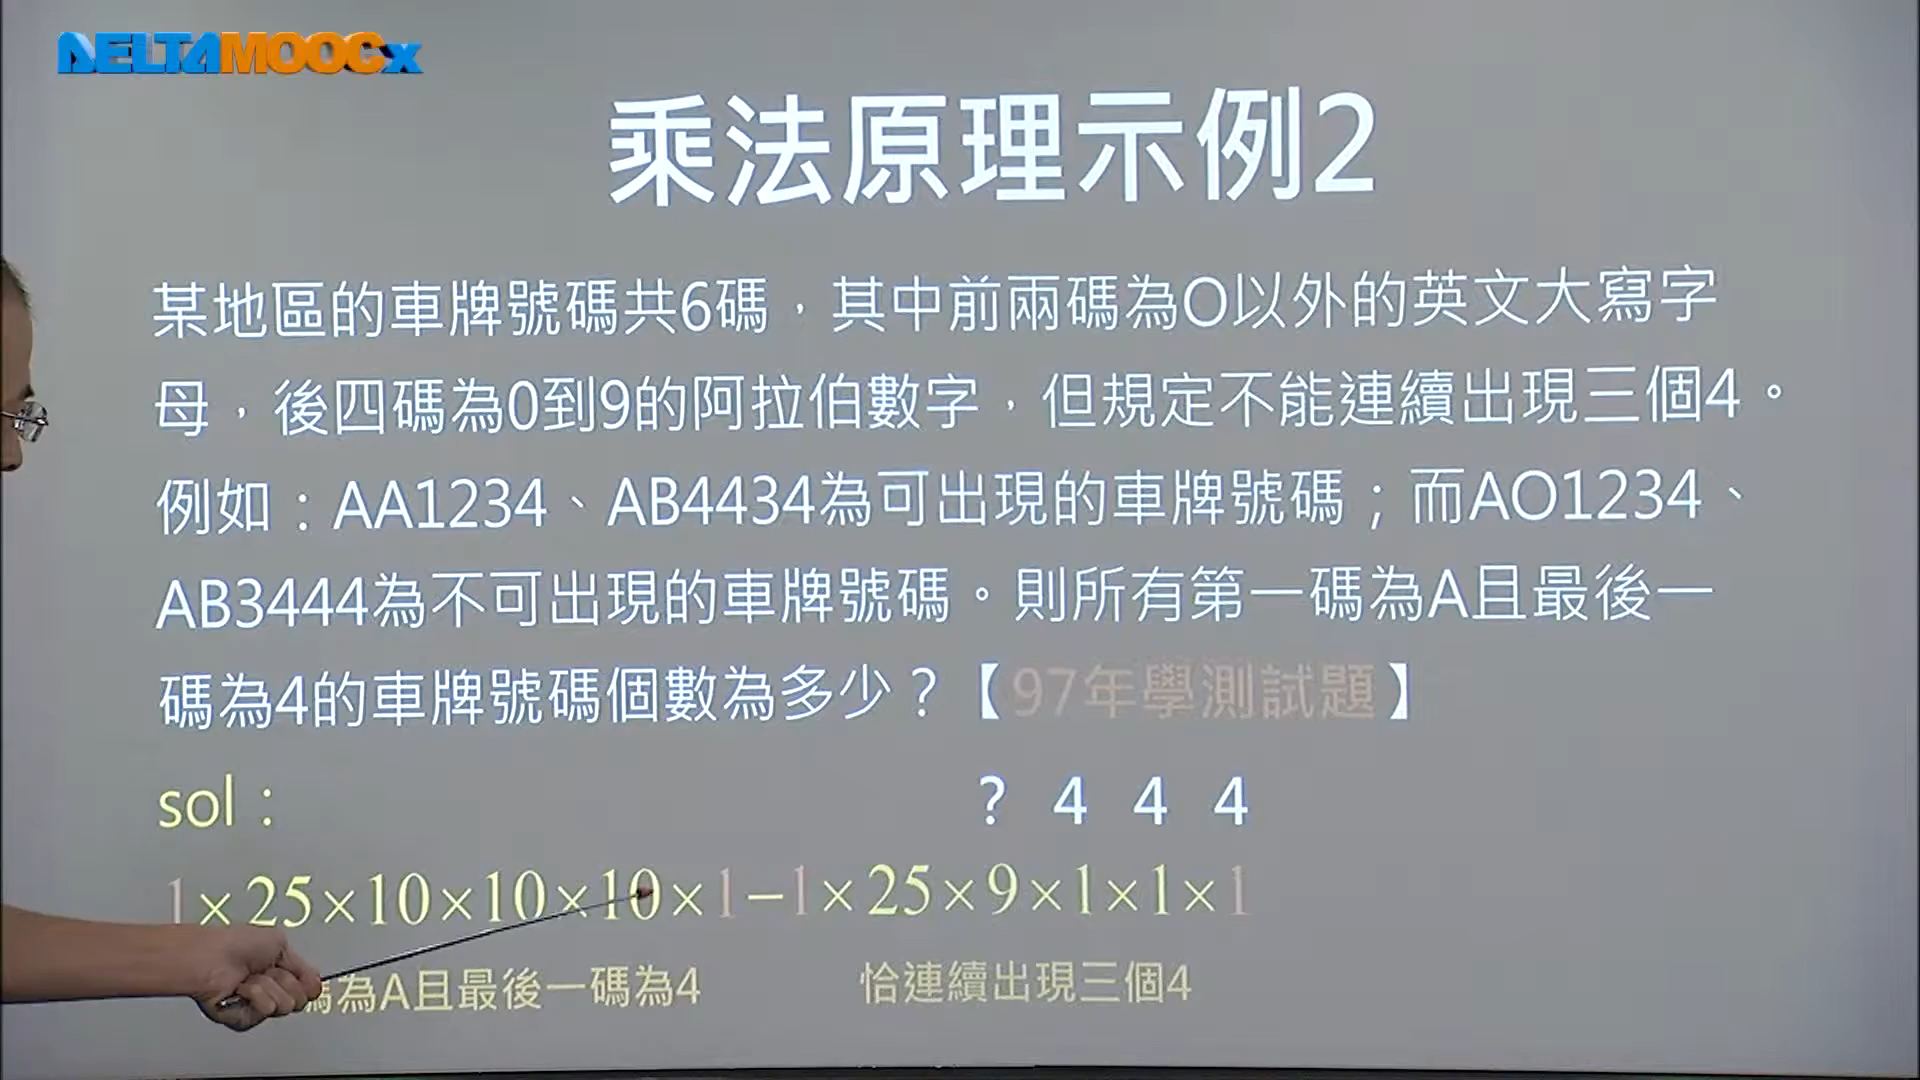 DELTAMOOCx
乘法原理示例2
某地區的車牌號碼共6碼，其中前兩碼為O以外的英文大寫字
母，後四碼為0到9的阿拉伯數字，但規定不能連續出現三個4。
例如：AA1234、AB4434為可出現的車牌號碼；而AO1234、
AB3444為不可出現的車牌號碼。則所有第一碼為A且最後一
碼為4的車牌號碼個數為多少？【97年學測試題】
sol：
? 4 4 4
1×25×10×10×10×1−1×25×9×1×1×1
碼為A且最後一碼為4
恰連續出現三個4